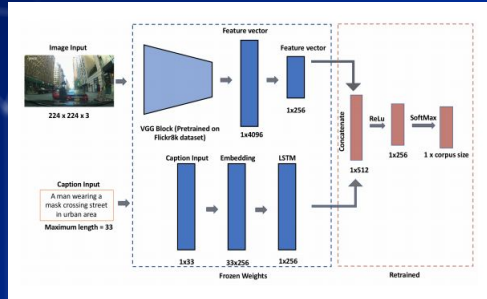 Image Input
224 x 224 x 3
VGG Block (Pretrained on
Flickr8k dataset)
Feature vector
1x4096
Feature vector
1x256
Caption Input
A man wearing a
mask crossing street
in urban area
Maximum length = 33
Caption Input
1x33
Embedding
33x256
LSTM
1x256
Frozen Weights
Concatenate
1x512
ReLu
1x256
SoftMax
1 x corpus size
Retrained